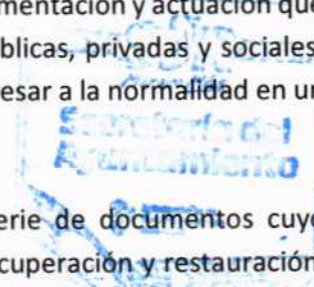 mentación y actuación que
blicas, privadas y sociales
esar a la normalidad en un
Secretaría del
Ayuntamiento
erie de documentos cuyo
cuperación y restauración